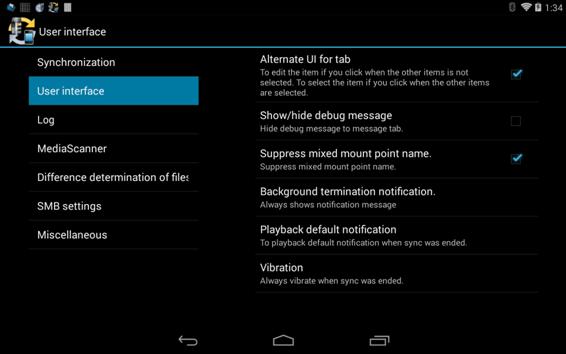 1:34
User interface
Synchronization
User interface
Log
MediaScanner
Difference determination of files
SMB settings
Miscellaneous
Alternate UI for tab
To edit the item if you click when the other items is not
selected. To select the item if you click when the other items
are selected.
Show/hide debug message
Hide debug message to message tab.
Suppress mixed mount point name.
Suppress mixed mount point name.
Background termination notification.
Always shows notification message
Playback default notification
To playback default notification when sync was ended.
Vibration
Always vibrate when sync was ended.